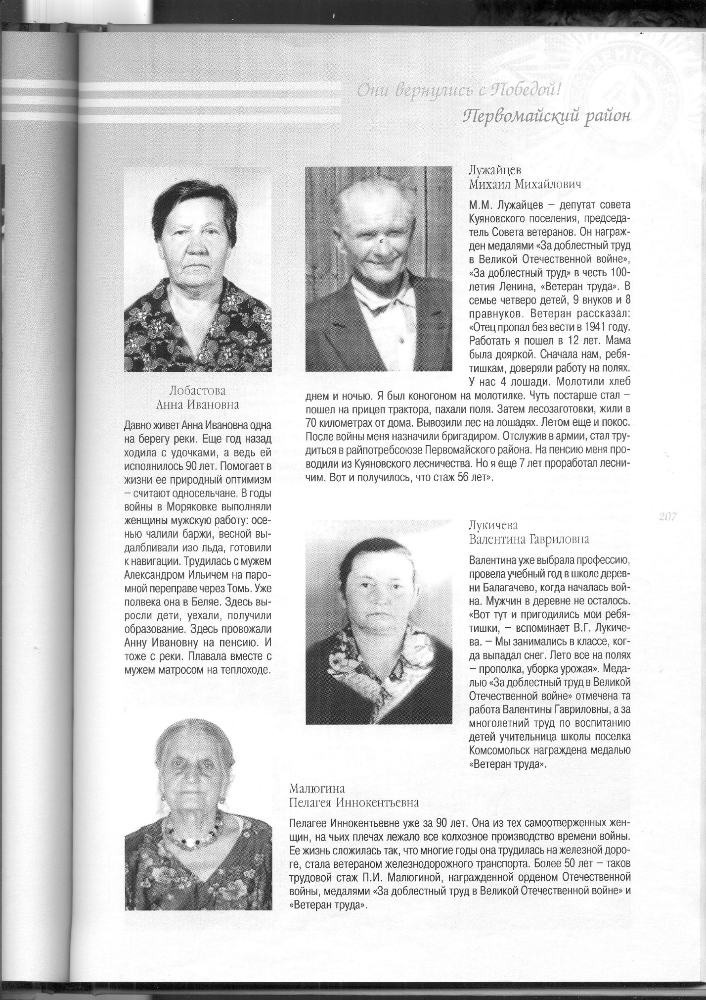 Они вернулись с Победой!
Первомайский район
Лобастова
Анна Ивановна
Давно живет Анна Ивановна одна
на берегу реки. Еще год назад
ходила с удочками, а ведь ей
исполнилось 90 лет. Помогает в
жизни ее природный оптимизм
– считают односельчане. В годы
войны в Моряковке выполняли
женщины мужскую работу: осе-
нью чалили баржи, весной вы-
далбливали изо льда, готовили
к навигации. Трудилась с мужем
Александром Ильичем на паро-
мной переправе через Томь. Уже
полвека она в Беляе. Здесь вы-
росли дети, уехали, получили
образование. Здесь провожали
Анну Ивановну на пенсию. И
тоже с реки. Плавала вместе с
мужем матросом на теплоходе.
Лужайцев
Михаил Михайлович
М.М. Лужайцев – депутат совета
Куяновского поселения, председа-
тель Совета ветеранов. Он награж-
ден медалями «За доблестный труд
в Великой Отечественной войне»,
«За доблестный труд» в честь 100-
летия Ленина, «Ветеран труда». В
семье четверо детей, 9 внуков и 8
правнуков. Ветеран рассказал:
«Отец пропал без вести в 1941 году.
Работать я пошел в 12 лет. Мама
была дояркой. Сначала нам, ребя-
тишкам, доверяли работу на полях.
У нас 4 лошади. Молотили хлеб
днем и ночью. Я был коногоном на молотилке. Чуть постарше стал –
пошел на прицеп трактора, пахали поля. Затем лесозаготовки, жили в
70 километрах от дома. Вывозили лес на лошадях. Летом еще и покос.
После войны меня назначили бригадиром. Отслужив в армии, стал тру-
диться в райпотребсоюзе Первомайского района. На пенсию меня про-
водили из Куяновского лесничества. Но я еще 7 лет проработал лесни-
чим. Вот и получилось, что стаж 56 лет».
207
Лукичева
Валентина Гавриловна
Валентина уже выбрала профессию,
провела учебный год в школе дерев-
ни Балагачево, когда началась вой-
на. Мужчин в деревне не осталось.
«Вот тут и пригодились мои ребя-
тишки, – вспоминает В.Г. Лукиче-
ва. – Мы занимались в классе, ког-
да выпадал снег. Лето все на полях
– прополка, уборка урожая». Меда-
лью «За доблестный труд в Великой
Отечественной войне» отмечена та
работа Валентины Гавриловны, а за
многолетний труд по воспитанию
детей учительница школы поселка
Комсомольск награждена медалью
«Ветеран труда».
Малюгина
Пелагея Иннокентьевна
Пелагее Иннокентьевне уже за 90 лет. Она из тех самоотверженных жен-
щин, на чьих плечах лежало все колхозное производство времени войны.
Ее жизнь сложилась так, что многие годы она трудилась на железной доро-
ге, стала ветераном железнодорожного транспорта. Более 50 лет – таков
трудовой стаж П.И. Малюгиной, награжденной орденом Отечественной
войны, медалями «За доблестный труд в Великой Отечественной войне» и
«Ветеран труда».